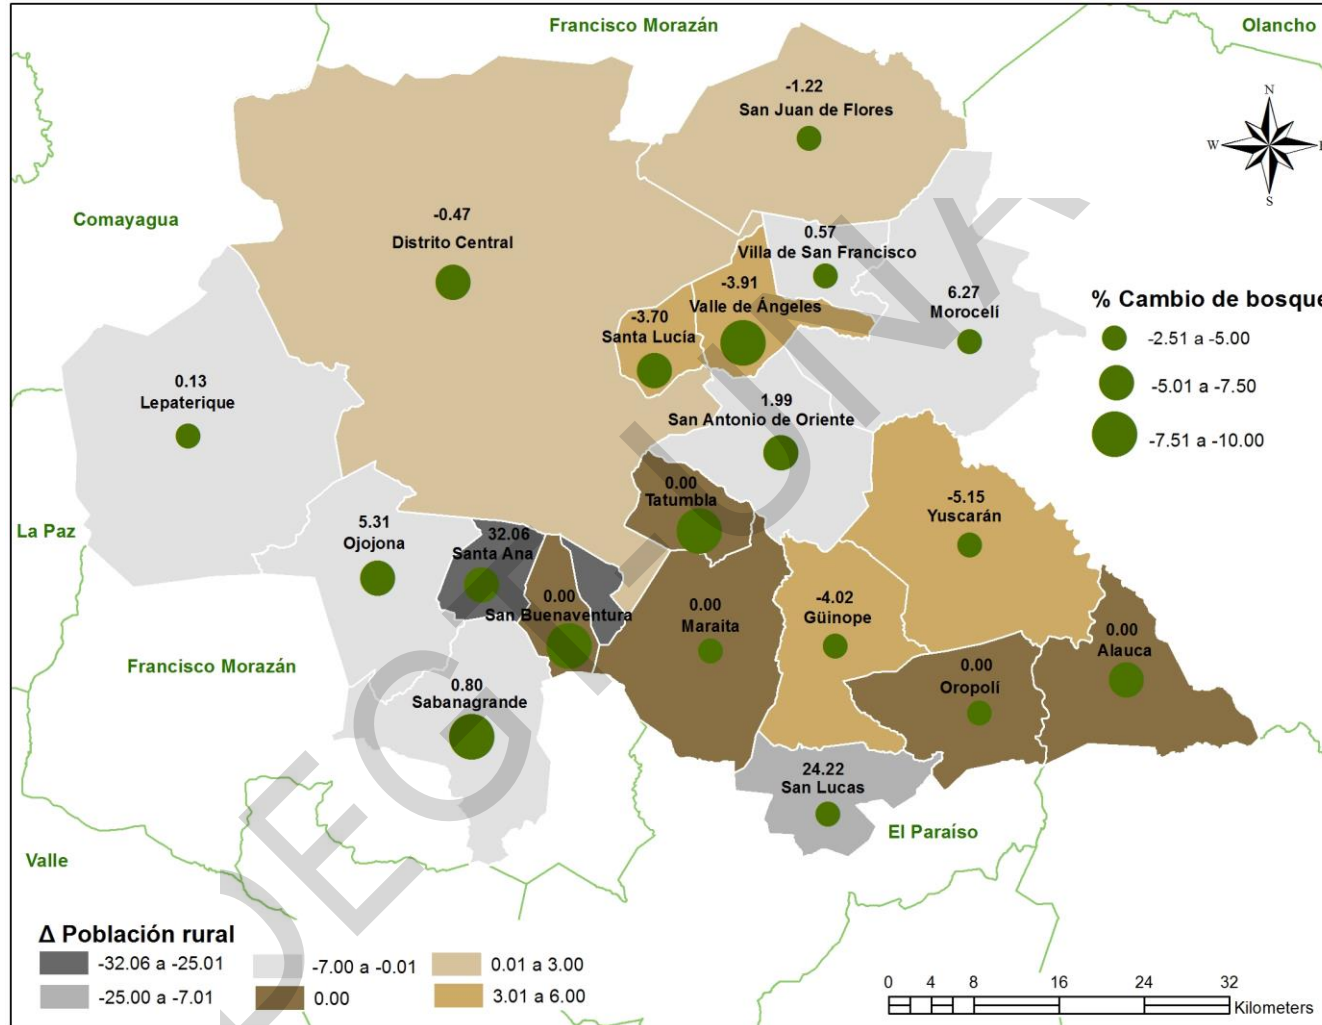 Francisco Morazán
Olancho
-1.22
San Juan de Flores
N
W
S
Comayagua
-0.47
Distrito Central
0.57
Villa de San Francisco
-3.91
Valle de Ángeles
6.27
Morocelí
-3.70
Santa Lucía
% Cambio de bosque
-2.51 a -5.00
-5.01 a -7.50
-7.51 a -10.00
0.13
Lepaterique
1.99
San Antonio de Oriente
La Paz
0.00
Tatumbla
-5.15
Yuscarán
5.31
Ojojona
32.06
Santa Ana
0.00
San Buenaventura
0.00
Maraita
-4.02
Güinope
0.00
Alauca
Francisco Morazán
0.80
Sabanagrande
0.00
Oropolí
24.22
San Lucas
El Paraíso
Valle
Δ Población rural
-32.06 a -25.01
-25.00 a -7.01
-7.00 a -0.01
0.00
0.01 a 3.00
3.01 a 6.00
0 4 8 16 24 32
Kilometers